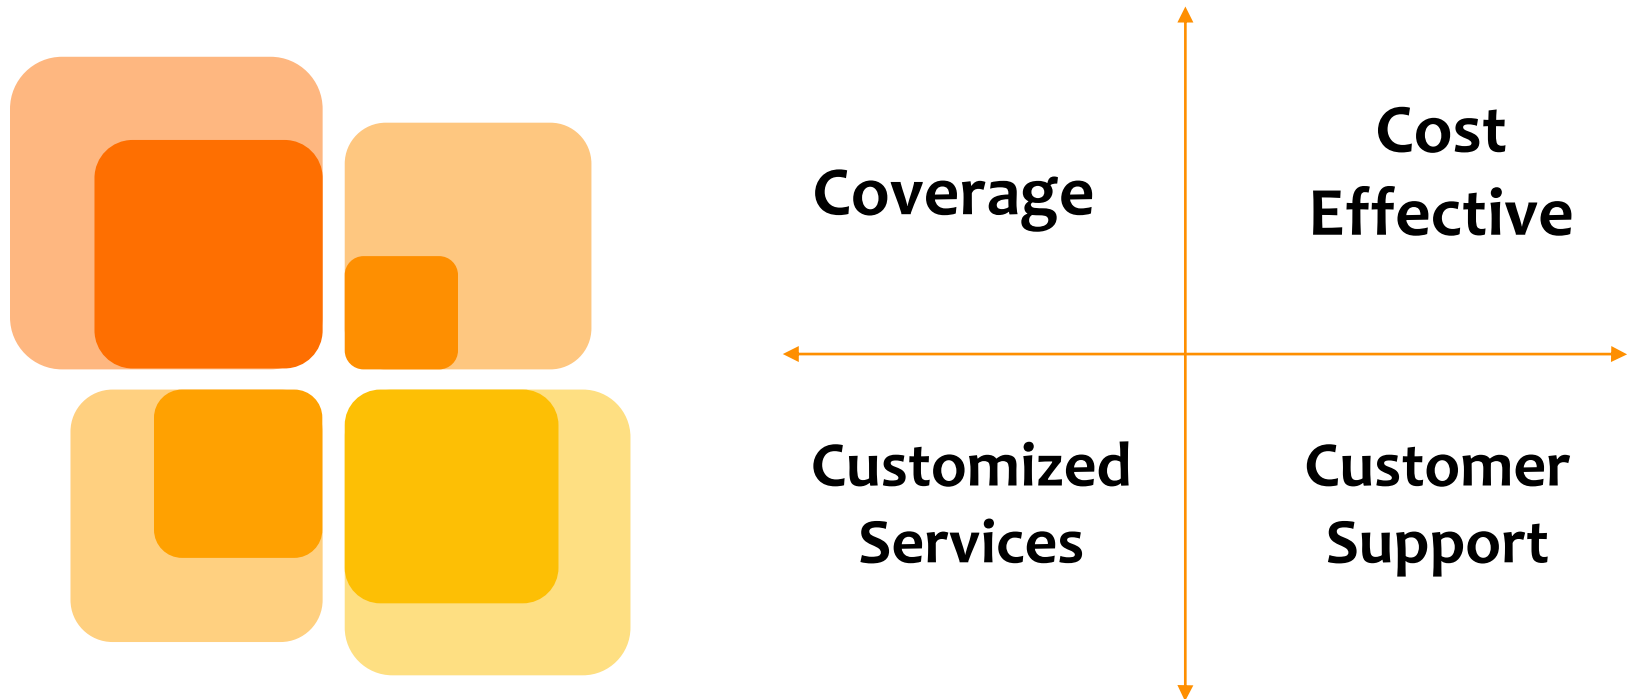 Coverage
Cost
Effective
Customized
Services
Customer
Support